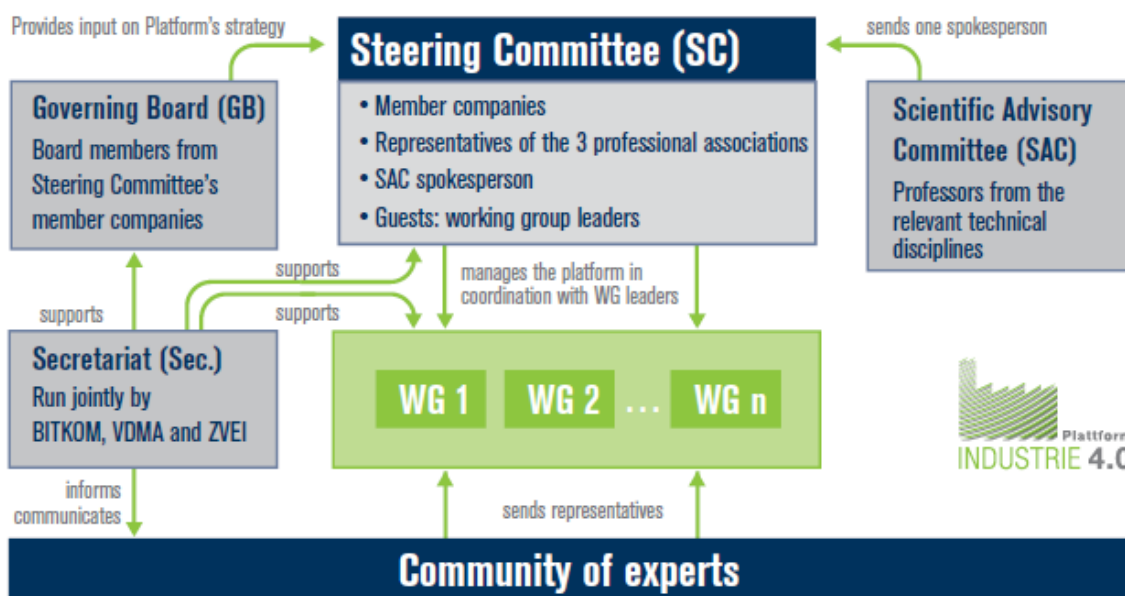 Provides input on Platform's strategy
Steering Committee (SC)
sends one spokesperson
Governing Board (GB)
Board members from
Steering Committee's
member companies
• Member companies
• Representatives of the 3 professional associations
• SAC spokesperson
• Guests: working group leaders
Scientific Advisory
Committee (SAC)
Professors from the
relevant technical
disciplines
supports
supports
supports
manages the platform in
coordination with WG leaders
Secretariat (Sec.)
Run jointly by
BITKOM, VDMA and ZVEI
WG 1
WG 2
...
WG n
Plattform
INDUSTRIE 4.0
informs
communicates
sends representatives
Community of experts